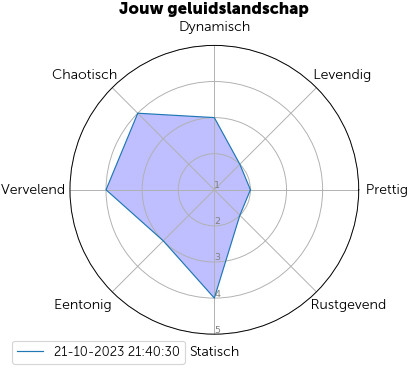 Jouw geluidslandschap
Dynamisch
Chaotisch
Levendig
Vervelend
1
Prettig
2
3
4
Eentonig
Rustgevend
5
21-10-2023 21:40:30
Statisch